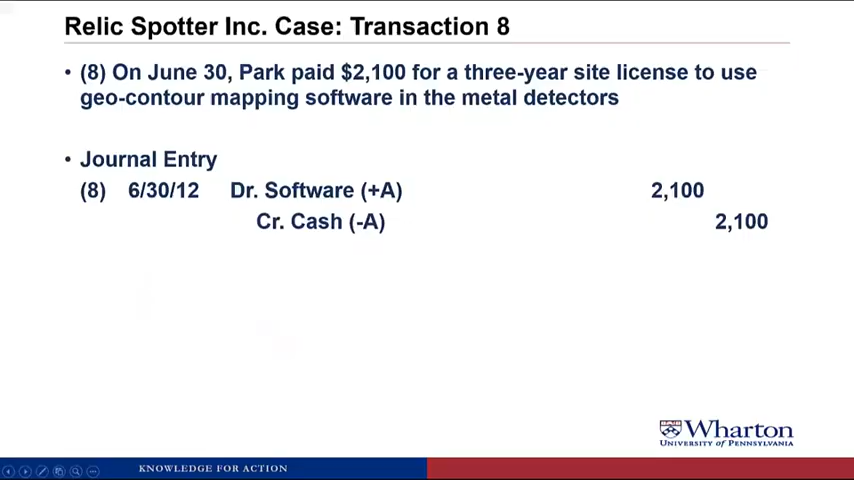 Relic Spotter Inc. Case: Transaction 8
• (8) On June 30, Park paid $2,100 for a three-year site license to use
geo-contour mapping software in the metal detectors
• Journal Entry
(8) 6/30/12 Dr. Software (+A) 2,100
Cr. Cash (-A) 2,100
Wharton
UNIVERSITY OF PENNSYLVANIA
KNOWLEDGE FOR ACTION